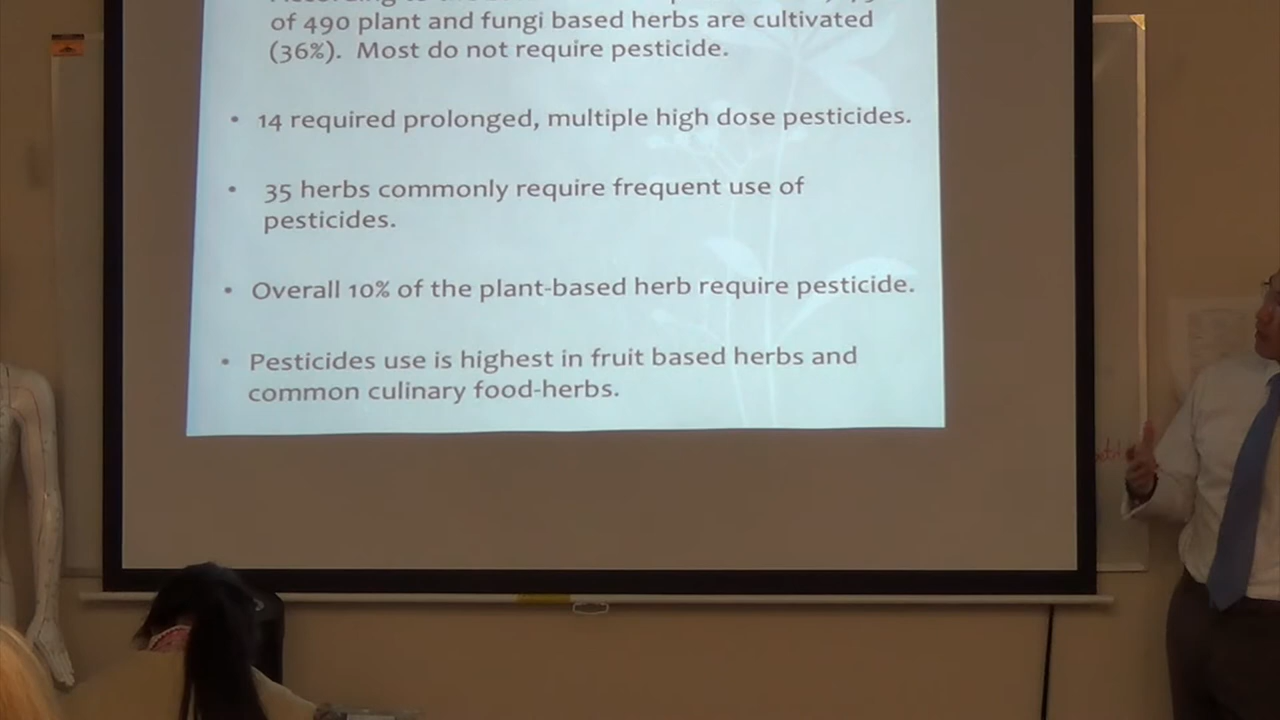 of 490 plant and fungi based herbs are cultivated
(36%). Most do not require pesticide.
• 14 required prolonged, multiple high dose pesticides.
• 35 herbs commonly require frequent use of
pesticides.
• Overall 10% of the plant-based herb require pesticide.
• Pesticides use is highest in fruit based herbs and
common culinary food-herbs.